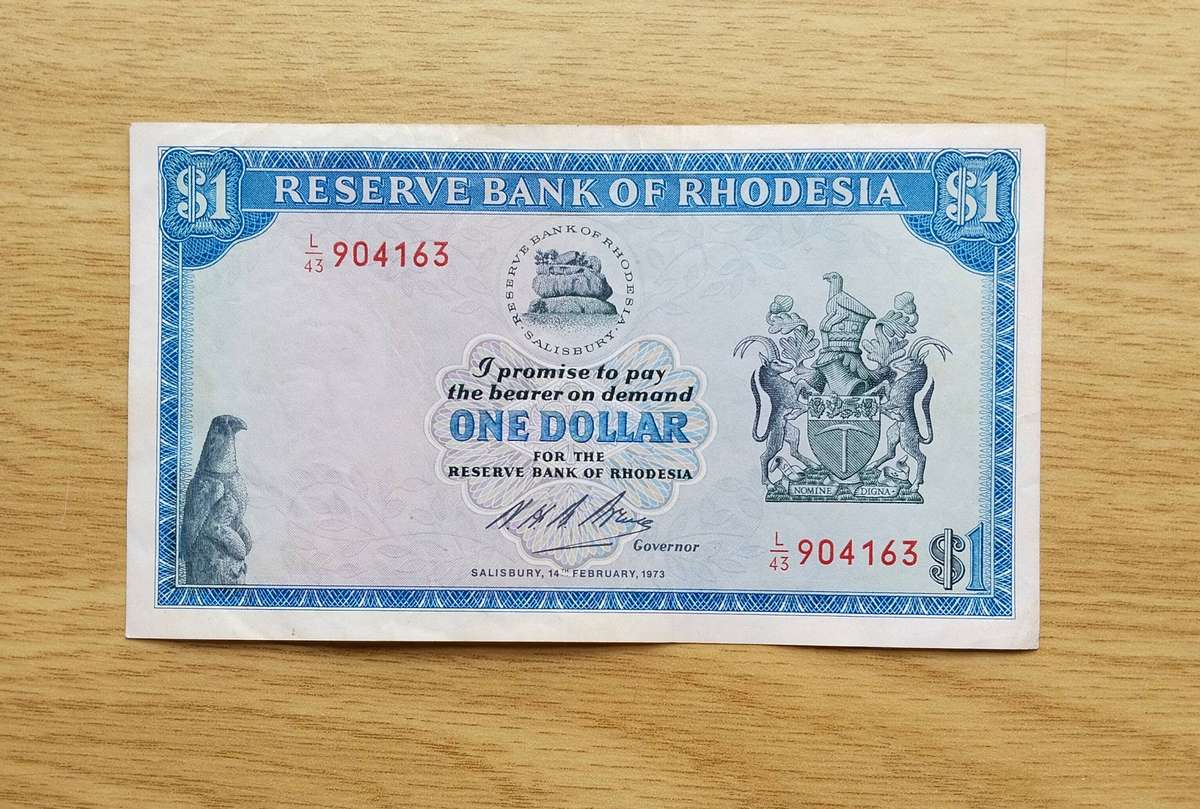 $1 RESERVE BANK OF RHODESIA $1
L/43 904163
RESERVE BANK OF RHODESIA
SALISBURY
I promise to pay
the bearer on demand
ONE DOLLAR
FOR THE
RESERVE BANK OF RHODESIA
Governor
SALISBURY, 14TH FEBRUARY, 1973
NOMINE DIGNA
L/43 904163 $1